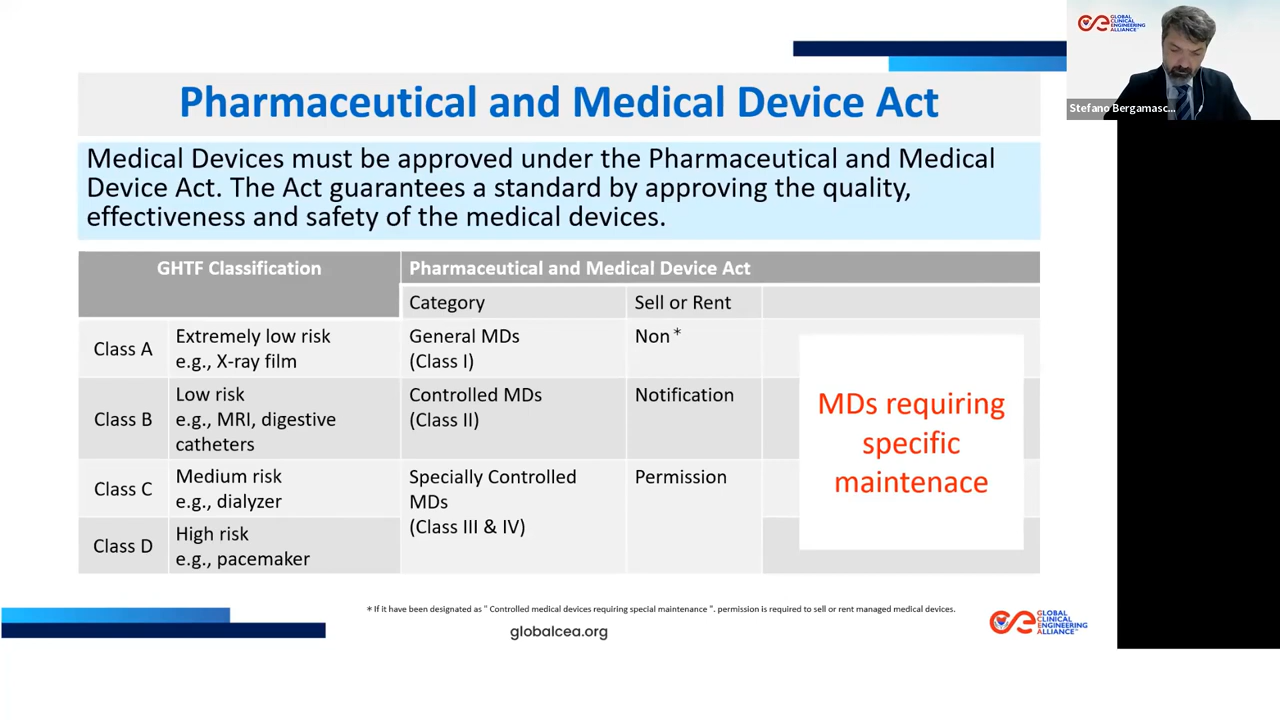 GLOBAL
CLINICAL
ENGINEERING
ALLIANCE™
Stefano Bergamasc...
Pharmaceutical and Medical Device Act
Medical Devices must be approved under the Pharmaceutical and Medical
Device Act. The Act guarantees a standard by approving the quality,
effectiveness and safety of the medical devices.
GHTF Classification
Pharmaceutical and Medical Device Act
Category
Sell or Rent
Class A
Extremely low risk
e.g., X-ray film
General MDs
(Class I)
Non*
Class B
Low risk
e.g., MRI, digestive
catheters
Controlled MDs
(Class II)
Notification
Class C
Medium risk
e.g., dialyzer
Specially Controlled
MDs
(Class III & IV)
Permission
Class D
High risk
e.g., pacemaker
MDs requiring
specific
maintenace
* If it have been designated as " Controlled medical devices requiring special maintenance ". permission is required to sell or rent managed medical devices.
globalcea.org
GLOBAL
CLINICAL
ENGINEERING
ALLIANCE™